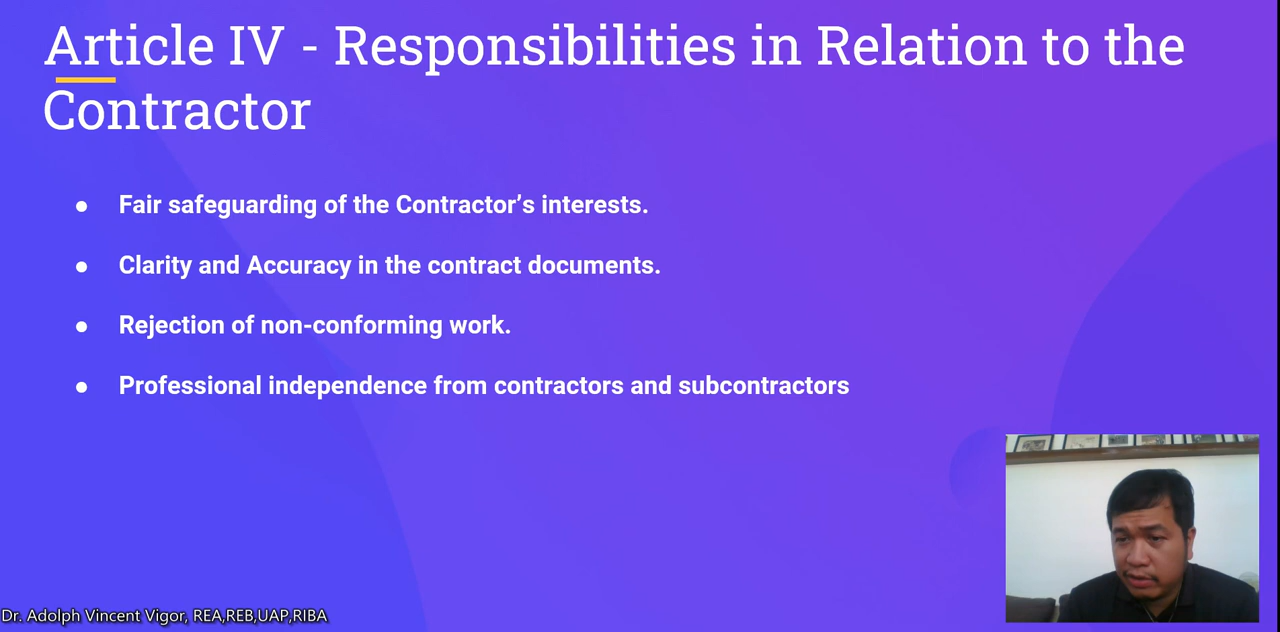 Article IV - Responsibilities in Relation to the
Contractor
● Fair safeguarding of the Contractor’s interests.
● Clarity and Accuracy in the contract documents.
● Rejection of non-conforming work.
● Professional independence from contractors and subcontractors
Dr. Adolph Vincent Vigor, REA,REB,UAP,RIBA